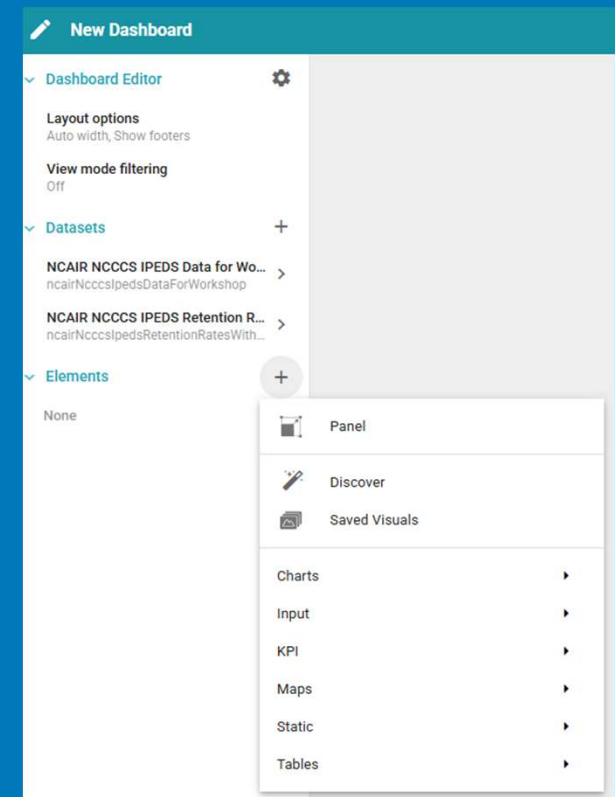 New Dashboard
Dashboard Editor
Layout options
Auto width, Show footers
View mode filtering
Off
Datasets
NCAIR NCCCS IPEDS Data for Wo...
ncairNcccsIpedsDataForWorkshop
NCAIR NCCCS IPEDS Retention R...
ncairNcccsIpedsRetentionRatesWith...
Elements
None
Panel
Discover
Saved Visuals
Charts
Input
KPI
Maps
Static
Tables